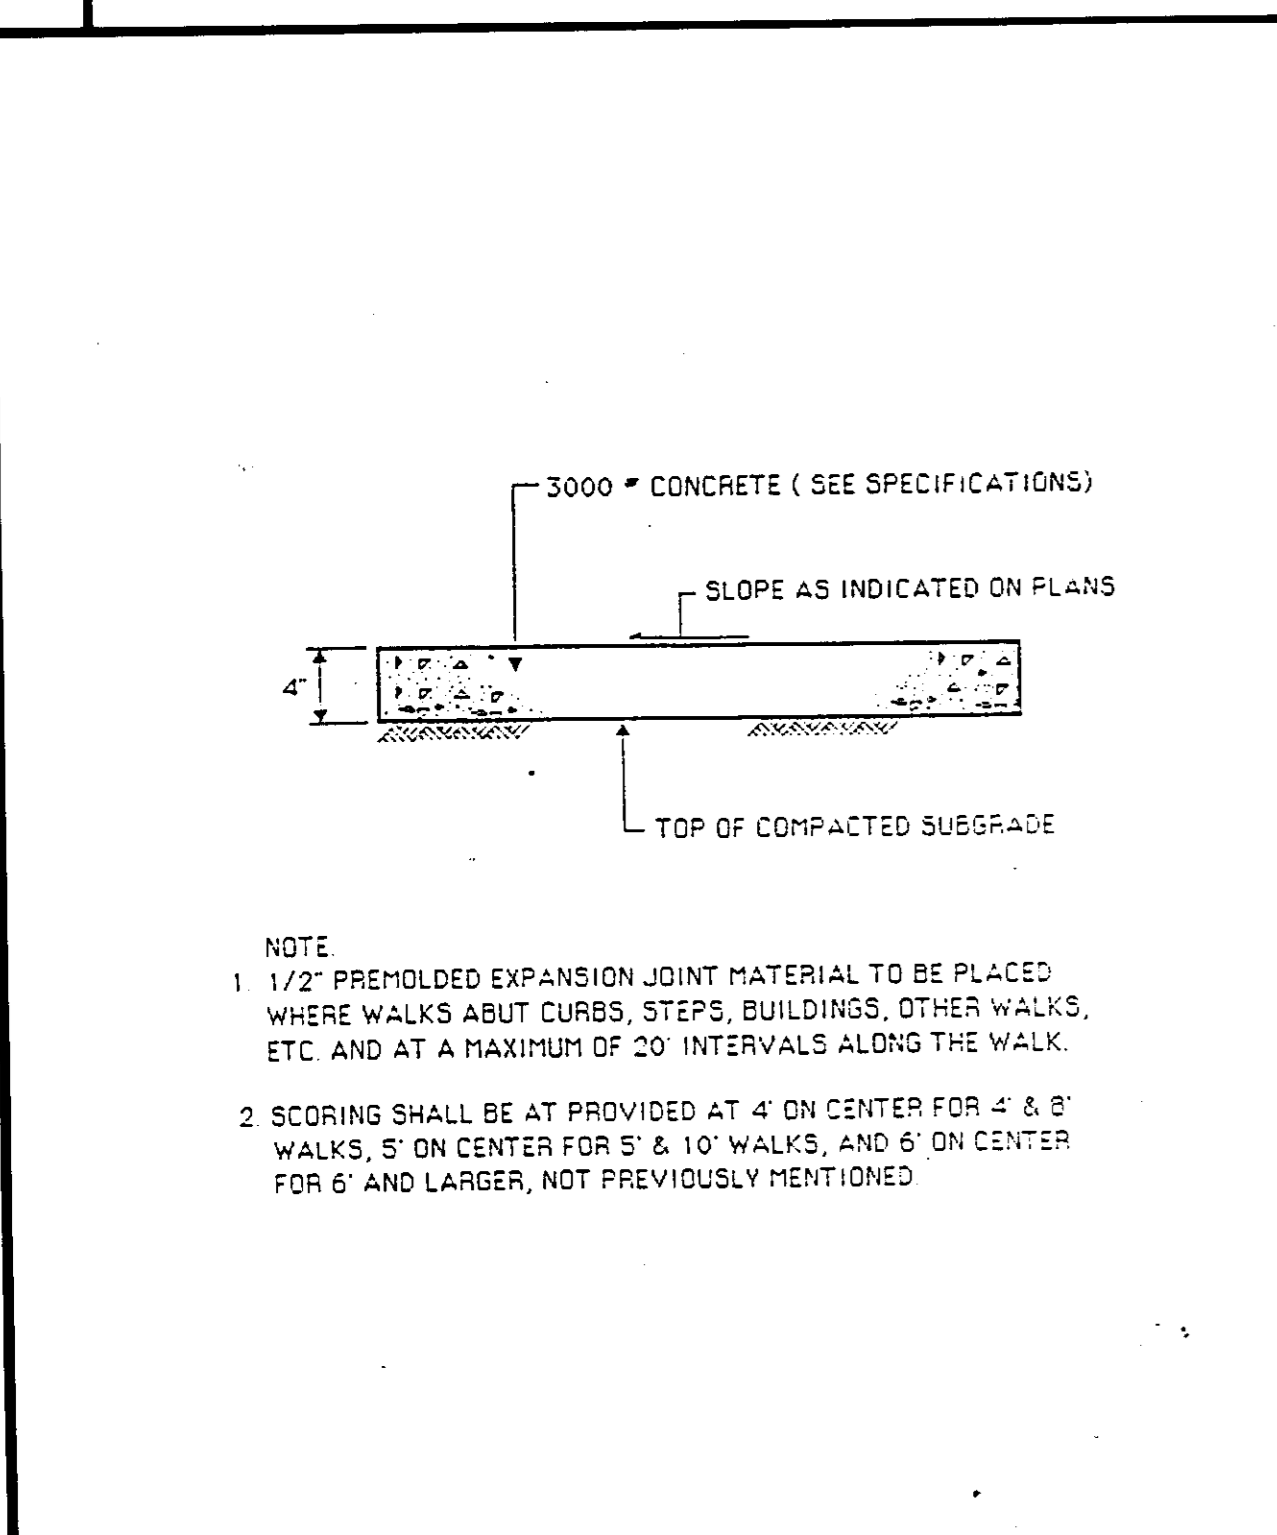 3000 # CONCRETE ( SEE SPECIFICATIONS)
SLOPE AS INDICATED ON PLANS
4"
TOP OF COMPACTED SUBGRADE
NOTE.
1. 1/2" PREMOLDED EXPANSION JOINT MATERIAL TO BE PLACED
WHERE WALKS ABUT CURBS, STEPS, BUILDINGS, OTHER WALKS,
ETC. AND AT A MAXIMUM OF 20' INTERVALS ALONG THE WALK.
2. SCORING SHALL BE AT PROVIDED AT 4' ON CENTER FOR 4' & 8'
WALKS, 5' ON CENTER FOR 5' & 10' WALKS, AND 6' ON CENTER
FOR 6' AND LARGER, NOT PREVIOUSLY MENTIONED.